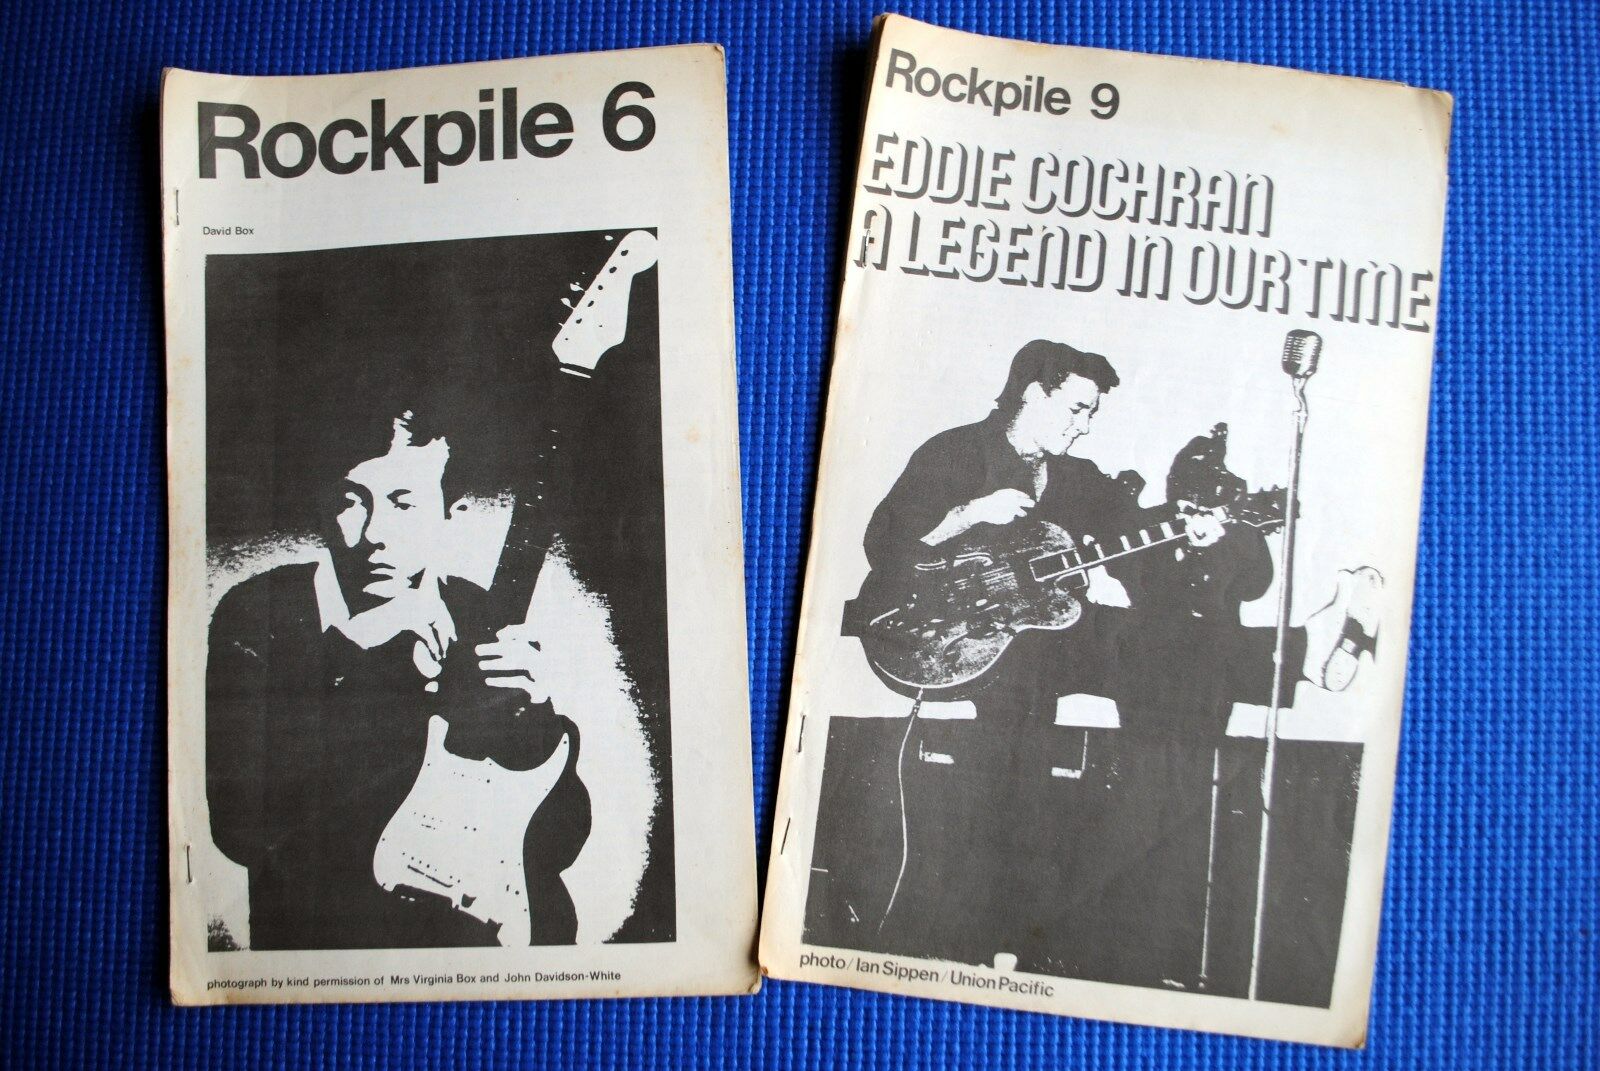 Rockpile 6
David Box
photograph by kind permission of Mrs Virginia Box and John Davidson-White
Rockpile 9
EDDIE COCHRAN
A LEGEND IN OUR TIME
photo/Ian Sippen/Union Pacific